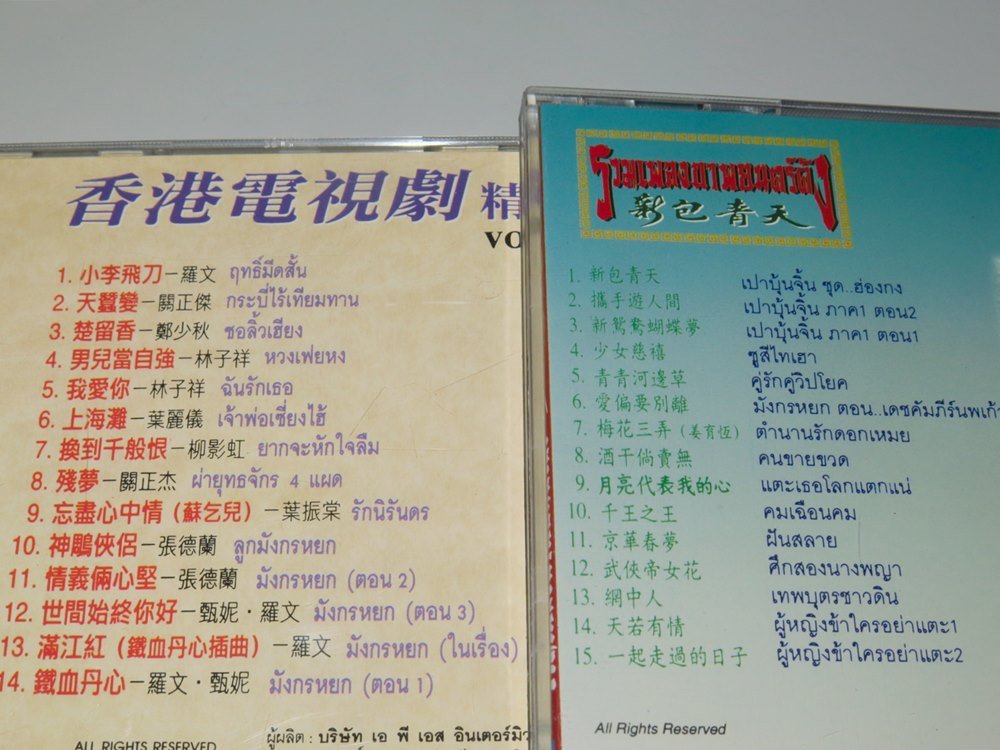 香港電視劇 精
VO
1. 小李飛刀－羅文 ฤทธิ์มีดสั้น
2. 天蠶變－關正傑 กระบี่ไร้เทียมทาน
3. 楚留香－鄭少秋 ชอลิ้วเฮียง
4. 男兒當自強－林子祥 หวงเฟยหง
5. 我愛你－林子祥 ฉันรักเธอ
6. 上海灘－葉麗儀 เจ้าพ่อเซี่ยงไฮ้
7. 換到千般恨－柳影虹 ยากจะหักใจลืม
8. 殘夢－關正杰 ผ่ายุทธจักร 4 แผด
9. 忘盡心中情（蘇乞兒）－葉振棠 รักนิรันดร
10. 神鵰俠侶－張德蘭 ลูกมังกรหยก
11. 情義倆心堅－張德蘭 มังกรหยก (ตอน 2)
12. 世間始終你好－甄妮・羅文 มังกรหยก (ตอน 3)
13. 滿江紅（鐵血丹心插曲）－羅文 มังกรหยก (ในเรื่อง)
14. 鐵血丹心－羅文・甄妮 มังกรหยก (ตอน 1)
ALL RIGHTS RESERVED
ผู้ผลิต : บริษัท เอ พี เอส อินเตอร์มิว
รวมเพลงภาพยนตร์ดัง
新包青天
1. 新包青天 เปาบุ้นจิ้น ชุด..ฮ่องกง
2. 攜手遊人間 เปาบุ้นจิ้น ภาค1 ตอน2
3. 新鴛鴦蝴蝶夢 เปาบุ้นจิ้น ภาค1 ตอน1
4. 少女慈禧 ซูสีไทเฮา
5. 青青河邊草 คู่รักคู่วิปโยค
6. 愛偏要別離 มังกรหยก ตอน..เดชคัมภีร์นพเก้า
7. 梅花三弄（姜育恆） ตำนานรักดอกเหมย
8. 酒干倘賣無 คนขายขวด
9. 月亮代表我的心 แตะเธอโลกแตกแน่
10. 千王之王 คมเฉือนคม
11. 京華春夢 ฝันสลาย
12. 武俠帝女花 ศึกสองนางพญา
13. 網中人 เทพบุตรชาวดิน
14. 天若有情 ผู้หญิงข้าใครอย่าแตะ1
15. 一起走過的日子 ผู้หญิงข้าใครอย่าแตะ2
All Rights Reserved